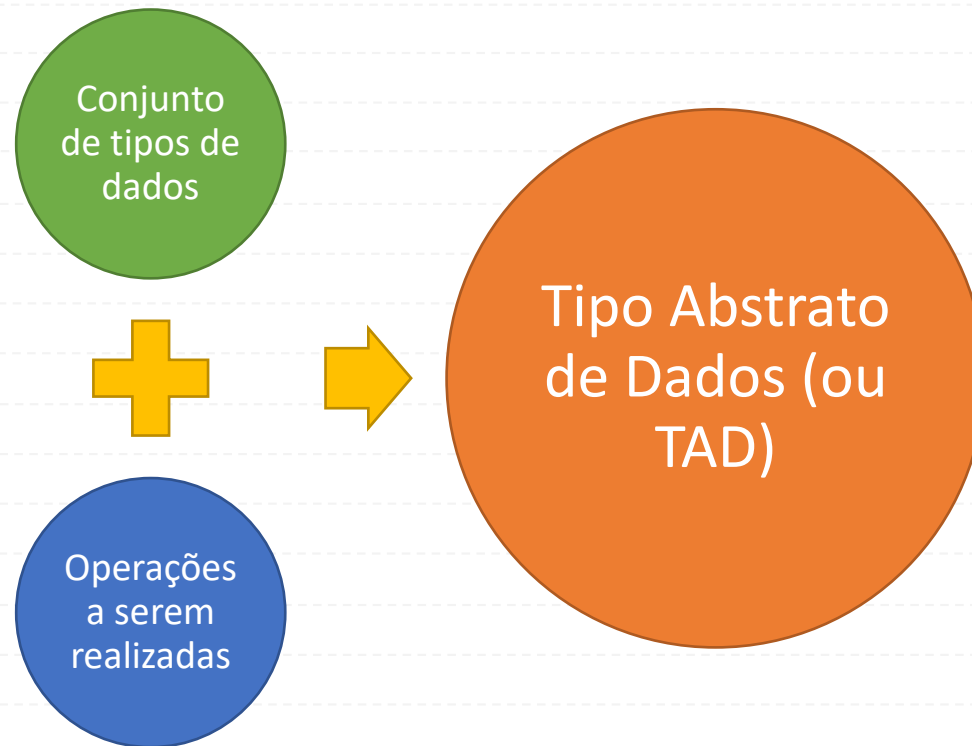 Conjunto
de tipos de
dados
Operações
a serem
realizadas
Tipo Abstrato
de Dados (ou
TAD)